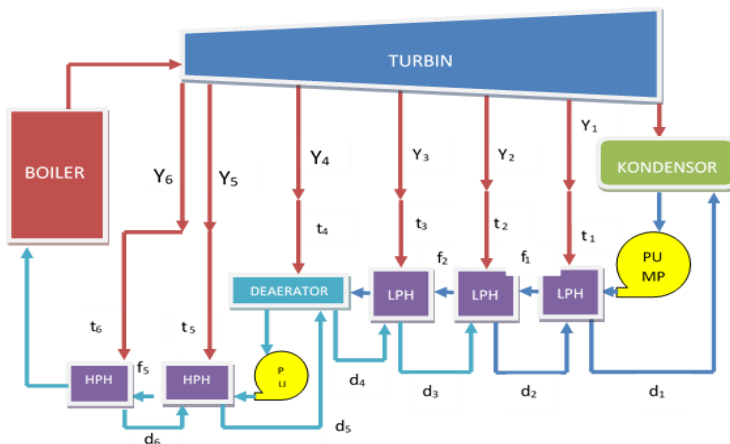 TURBIN
BOILER
KONDENSOR
Y₆
Y₅
Y₄
Y₃
Y₂
Y₁
t₄
t₃
t₂
t₁
f₂
f₁
PU
MP
DEAERATOR
LPH
LPH
LPH
t₆
t₅
f₅
HPH
HPH
P
U
d₄
d₃
d₂
d₁
d₆
d₅